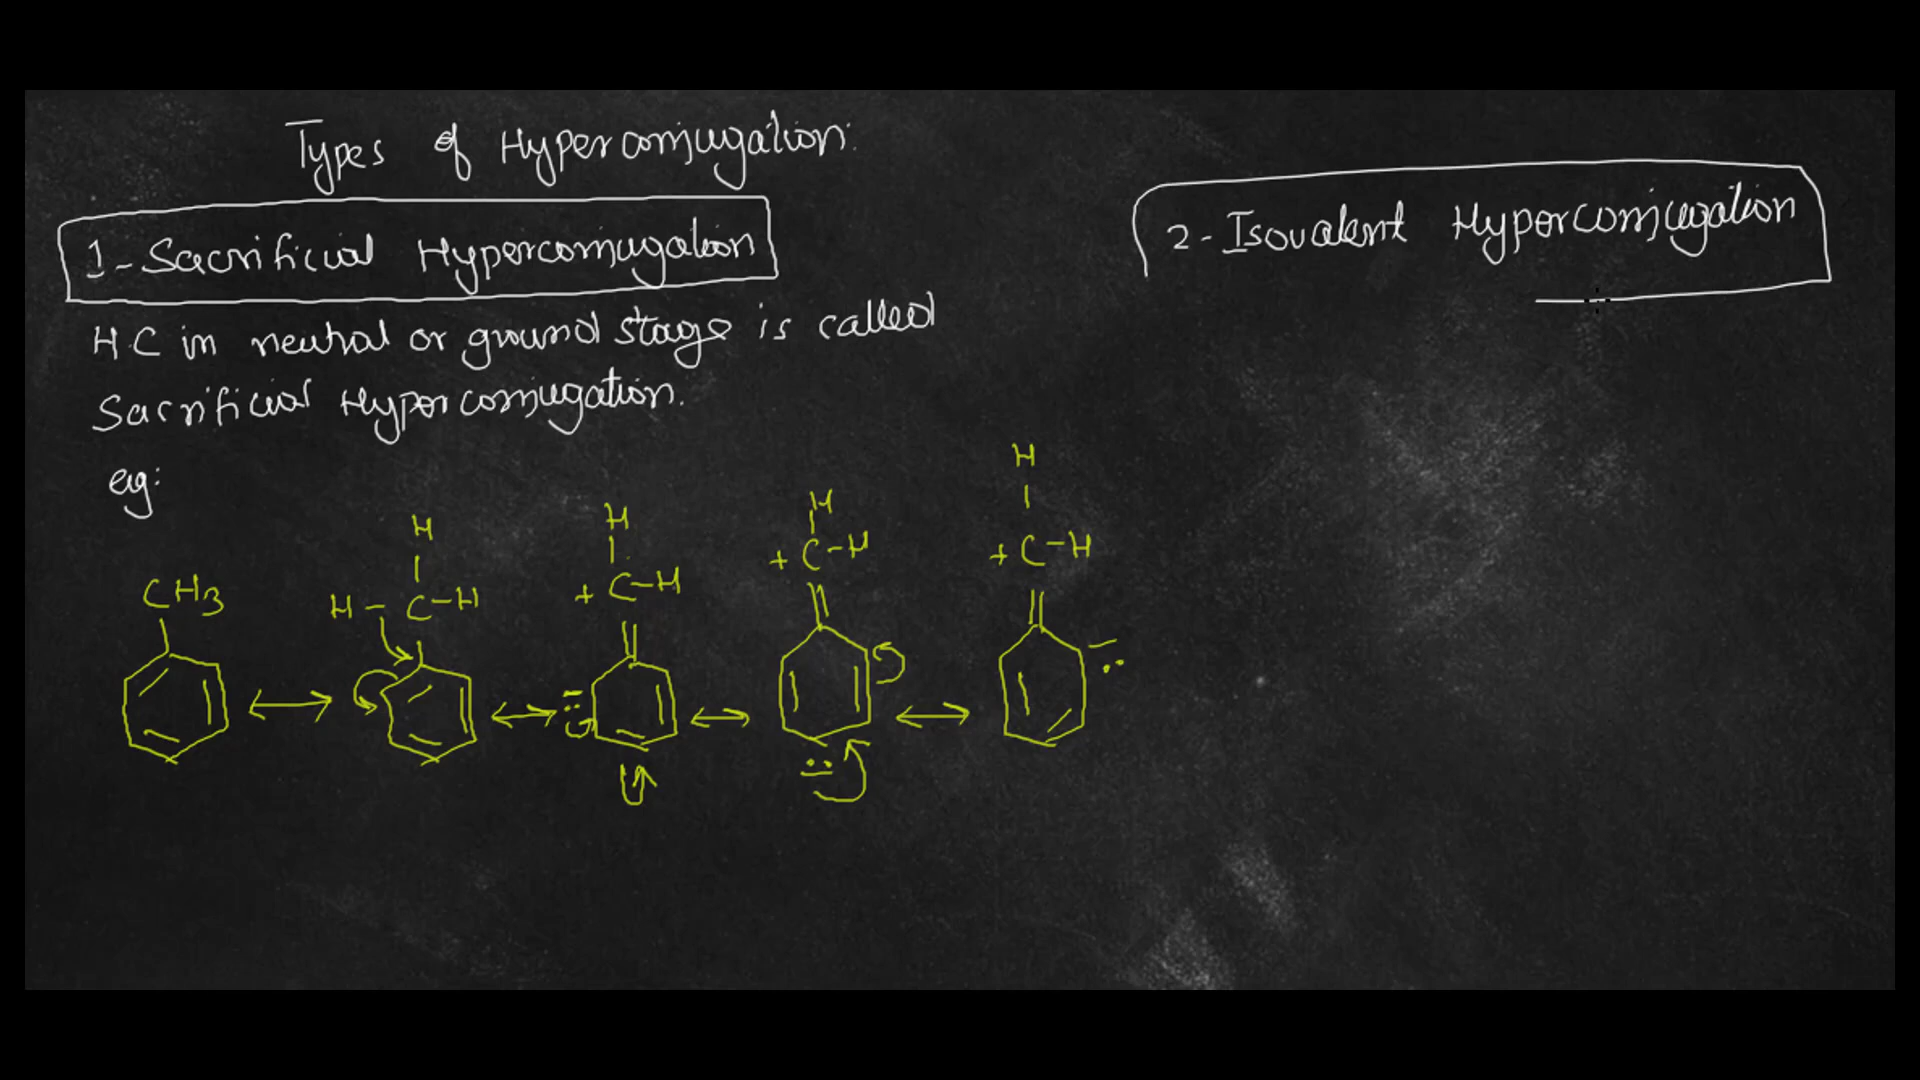 Types of Hyperconjugation:
1-Sacrificial Hyperconjugation
HC in neutral or ground stage is called
Sacrificial Hyperconjugation.
eg:
2-Isovalent Hyperconjugation
H
H H H
+C-H +C-H
CH3 H-C-H +C-H